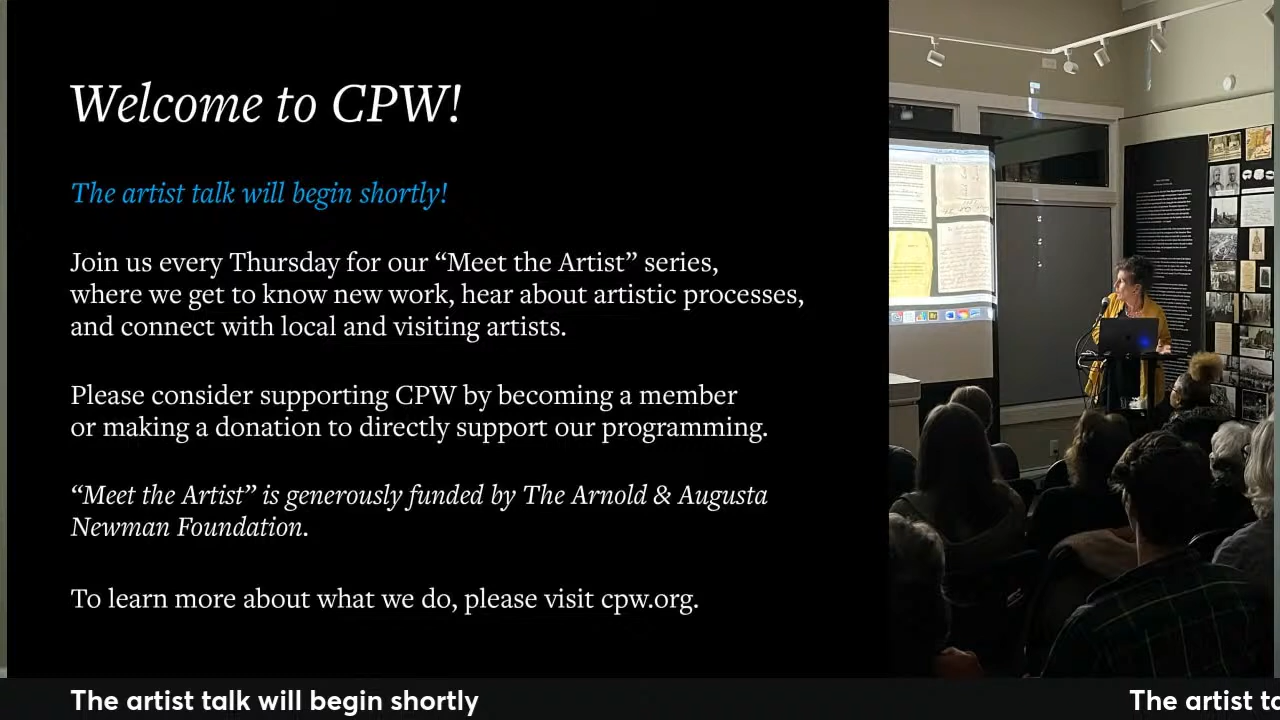 Welcome to CPW!
The artist talk will begin shortly!
Join us every Thursday for our “Meet the Artist” series,
where we get to know new work, hear about artistic processes,
and connect with local and visiting artists.
Please consider supporting CPW by becoming a member
or making a donation to directly support our programming.
“Meet the Artist” is generously funded by The Arnold & Augusta
Newman Foundation.
To learn more about what we do, please visit cpw.org.
The artist talk will begin shortly
The artist